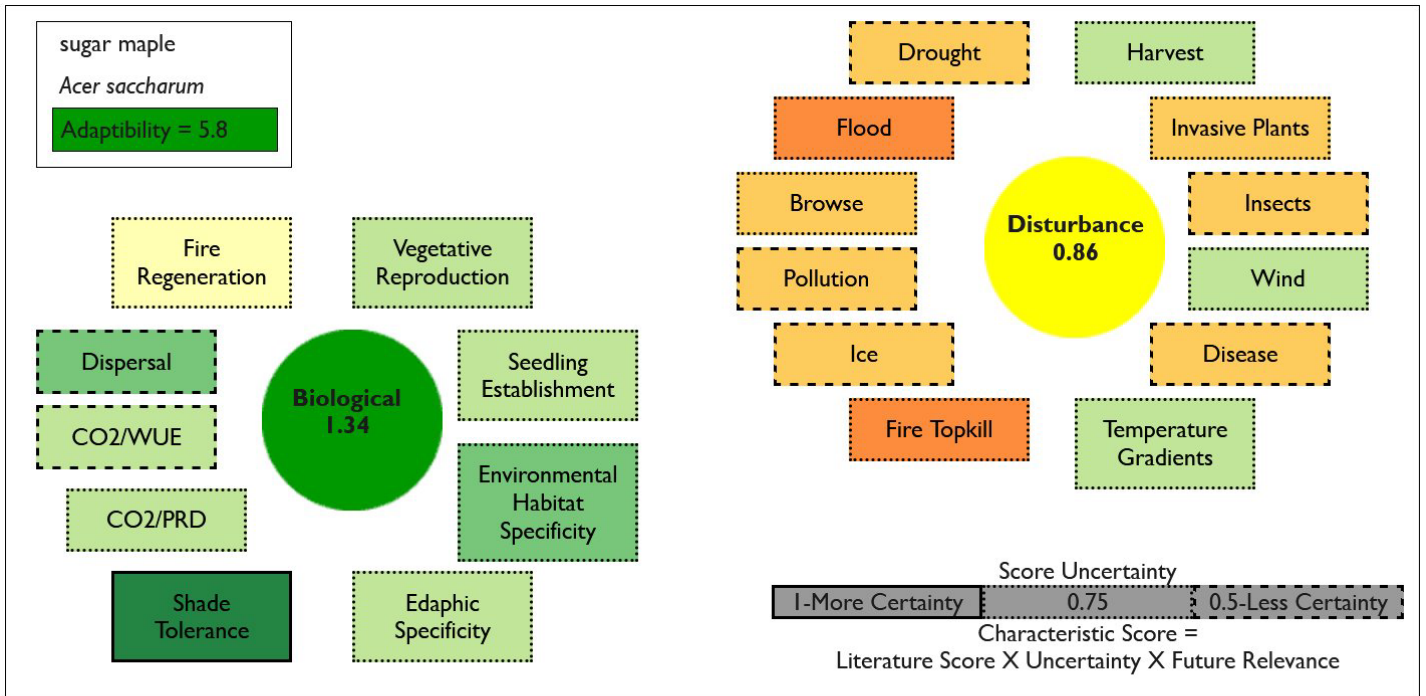 sugar maple
Acer saccharum
Adaptibility = 5.8
Fire
Regeneration
Vegetative
Reproduction
Dispersal
Seedling
Establishment
CO2/WUE
Biological
1.34
CO2/PRD
Environmental
Habitat
Specificity
Shade
Tolerance
Edaphic
Specificity
Drought
Harvest
Flood
Invasive Plants
Browse
Insects
Disturbance
0.86
Pollution
Wind
Ice
Disease
Fire Topkill
Temperature
Gradients
Score Uncertainty
1-More Certainty 0.75 0.5-Less Certainty
Characteristic Score =
Literature Score X Uncertainty X Future Relevance